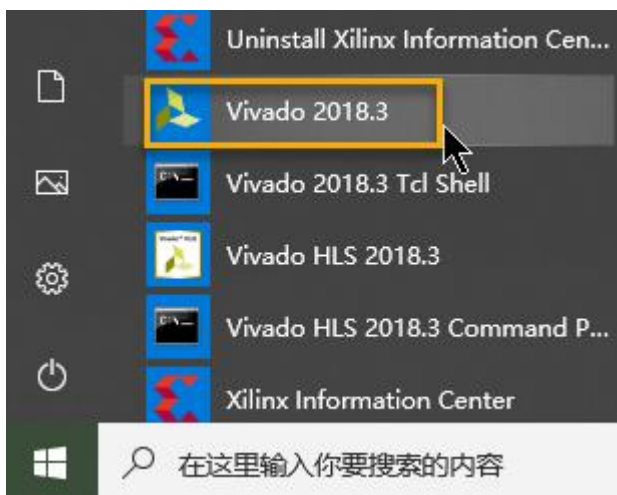 Uninstall Xilinx Information Cen...
Vivado 2018.3
Vivado 2018.3 Tcl Shell
Vivado HLS 2018.3
Vivado HLS 2018.3 Command P...
Xilinx Information Center
在这里输入你要搜索的内容